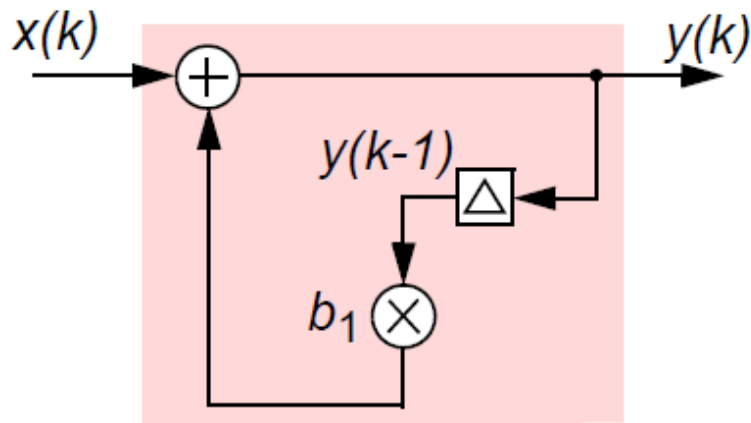 x(k)
y(k)
+
y(k-1)
△
b₁
×